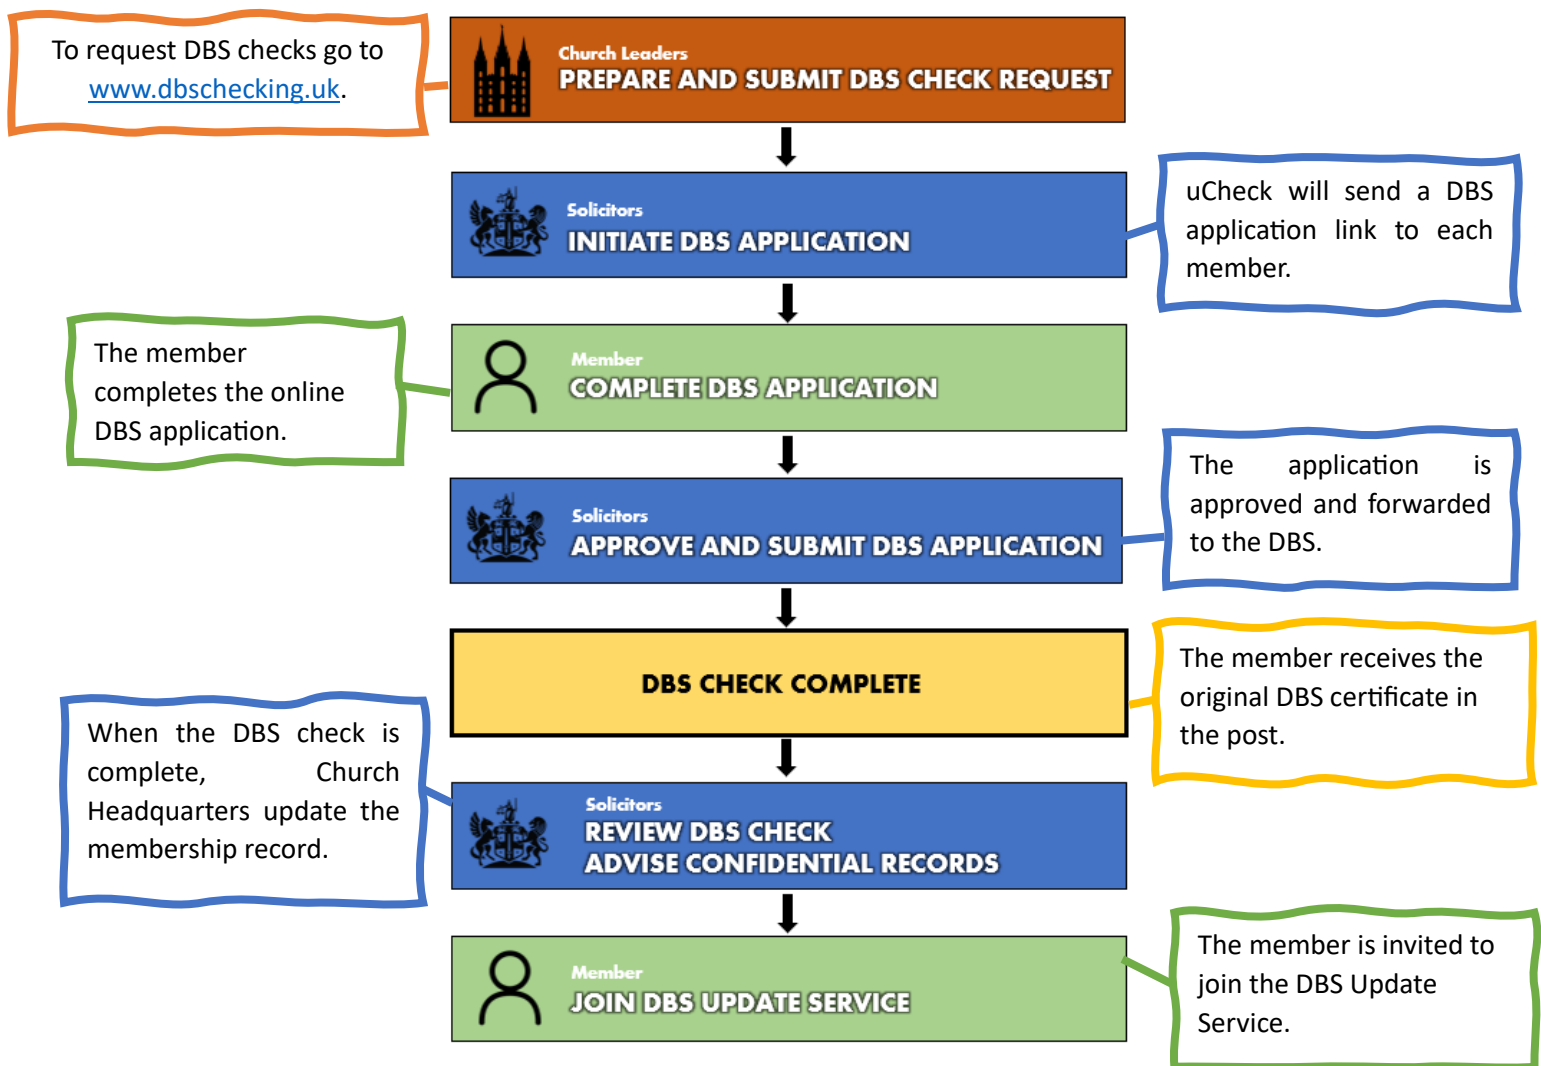 To request DBS checks go to
www.dbschecking.uk.
Church Leaders
PREPARE AND SUBMIT DBS CHECK REQUEST
Solicitors
INITIATE DBS APPLICATION
uCheck will send a DBS
application link to each
member.
The member
completes the online
DBS application.
Member
COMPLETE DBS APPLICATION
Solicitors
APPROVE AND SUBMIT DBS APPLICATION
The application is
approved and forwarded
to the DBS.
DBS CHECK COMPLETE
The member receives the
original DBS certificate in
the post.
When the DBS check is
complete, Church
Headquarters update the
membership record.
Solicitors
REVIEW DBS CHECK
ADVISE CONFIDENTIAL RECORDS
Member
JOIN DBS UPDATE SERVICE
The member is invited to
join the DBS Update
Service.